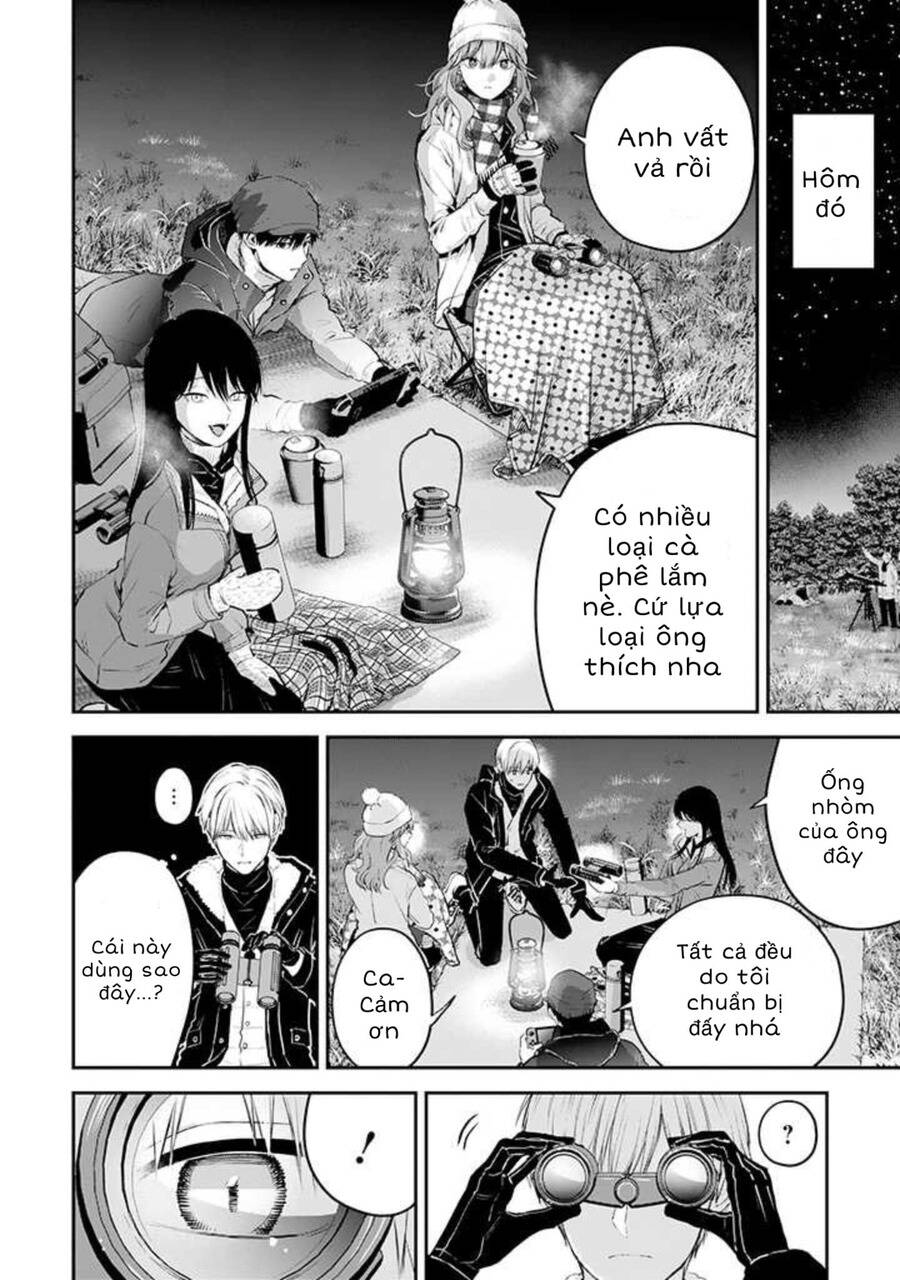 Hôm
đó
Anh vất
vả rồi
Có nhiều
loại cà
phê lắm
nè. Cứ lựa
loại ông
thích nha
Ống
nhòm
của ông
đây
Tất cả đều
do tôi
chuẩn bị
đấy nhá
Ca-
Cảm
ơn
...
Cái này
dùng sao
đây...?
?
!